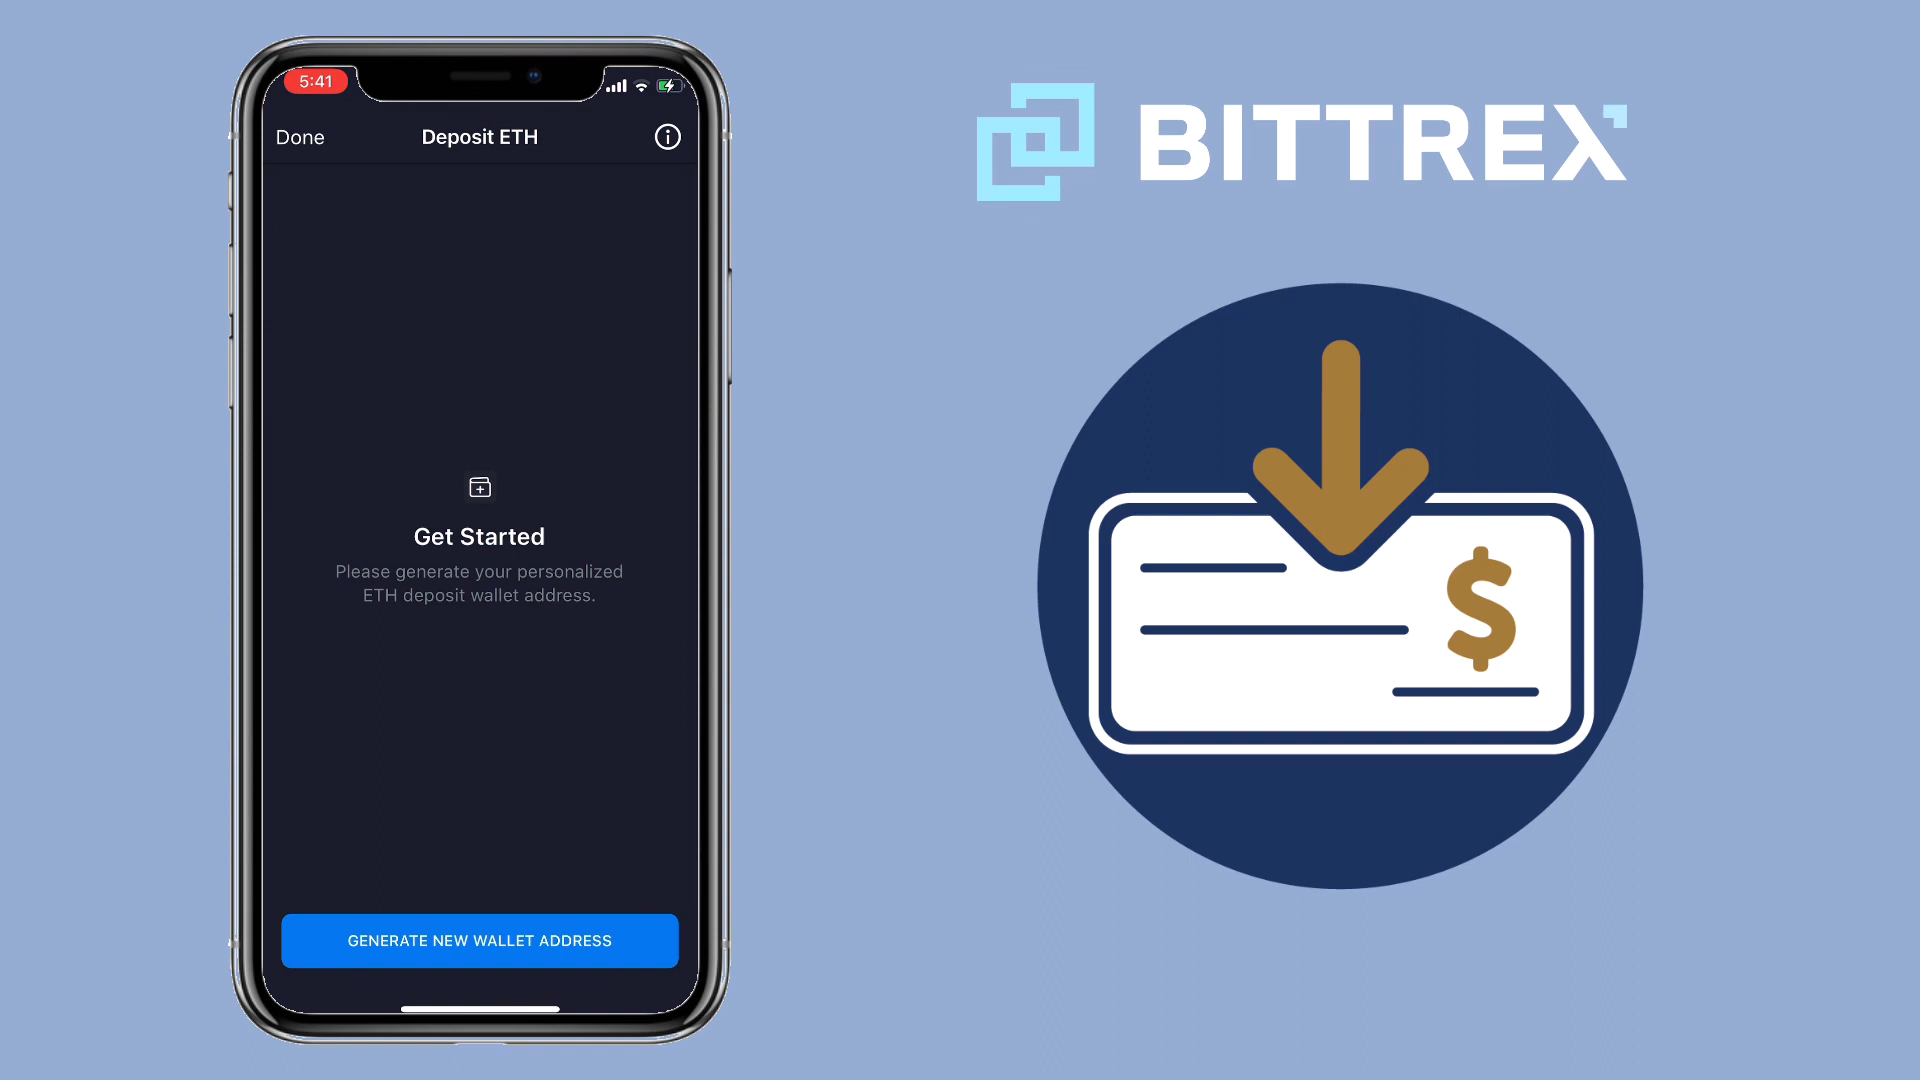 5:41
Done
Deposit ETH
Get Started
Please generate your personalized
ETH deposit wallet address.
GENERATE NEW WALLET ADDRESS
BITTREX
$